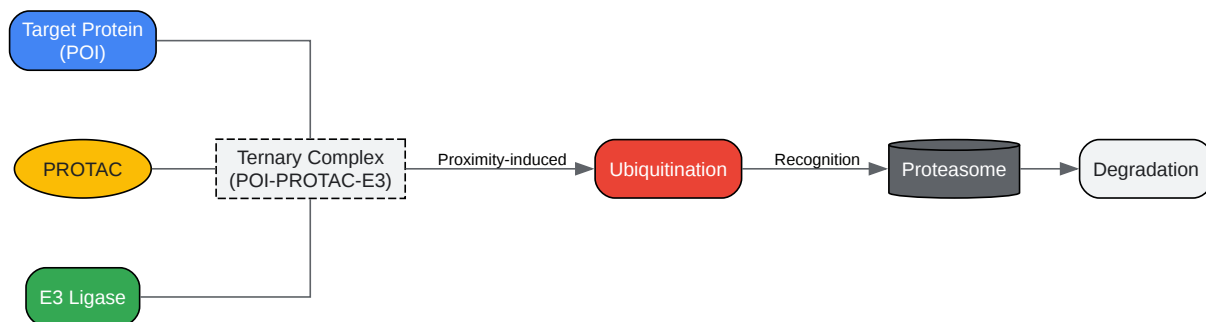 Target Protein
(POI)
PROTAC
Ternary Complex
(POI-PROTAC-E3)
Proximity-induced
Ubiquitination
Recognition
Proteasome
Degradation
E3 Ligase